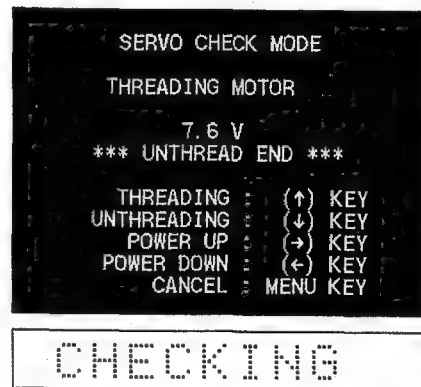 SERVO CHECK MODE
THREADING MOTOR
7.6 V
*** UNTHREAD END ***
THREADING : (↑) KEY
UNTHREADING : (↓) KEY
POWER UP : (→) KEY
POWER DOWN : (←) KEY
CANCEL : MENU KEY
CHECKING